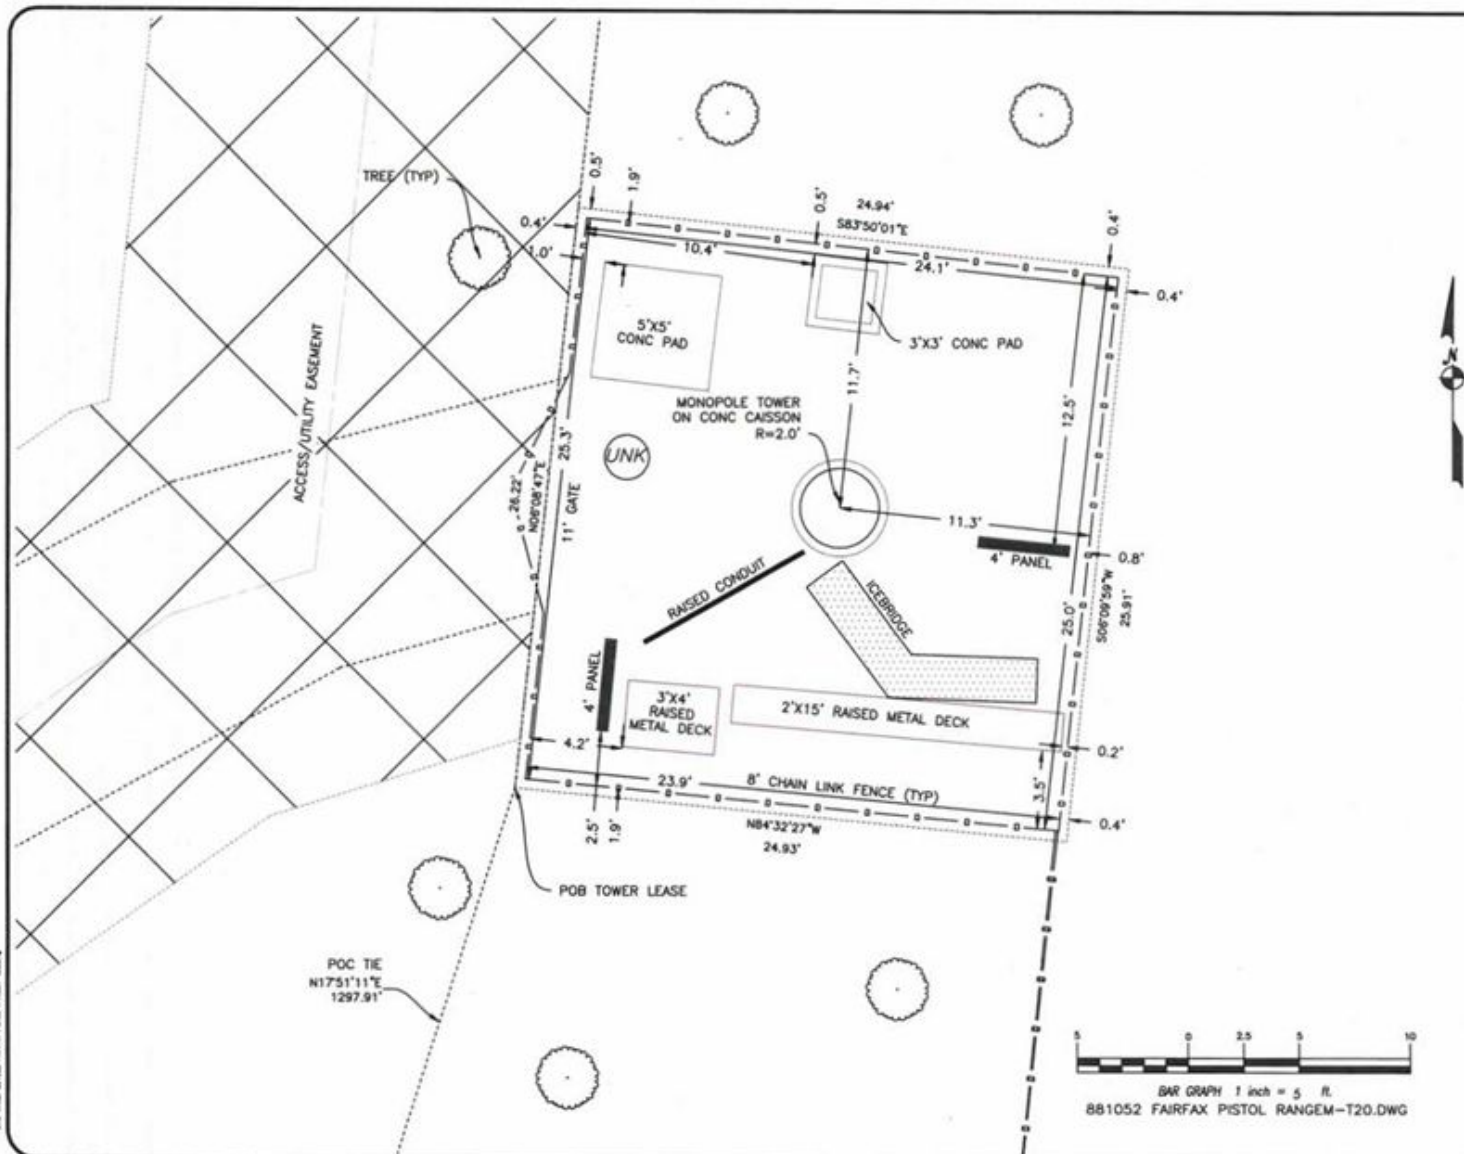 0.5'
1.9'
0.5'
24.94'
S83°50'01"E
0.4'
TREE (TYP)
0.4'
10.4'
1.0'
24.1'
0.4'
5'X5'
CONC PAD
3'X3' CONC PAD
ACCESS/UTILITY EASEMENT
11.7'
12.5'
MONOPOLE TOWER
ON CONC CAISSON
R=2.0'
N
UNK
25.3'
11' GATE
26.22'
N06°08'47"E
11.3'
4' PANEL
0.8'
RAISED CONDUIT
ICEBRIDGE
25.0'
S06°09'59"W
25.91'
4' PANEL
3'X4'
RAISED
METAL DECK
2'X15' RAISED METAL DECK
4.2'
0.2'
23.9'
8' CHAIN LINK FENCE (TYP)
3.5'
0.4'
2.5'
1.9'
N84°32'27"W
24.93'
POB TOWER LEASE
POC TIE
N17°51'11"E
1297.91'
5 0 2.5 5 10
BAR GRAPH 1 inch = 5 ft.
881052 FAIRFAX PISTOL RANGEM-T20.DWG